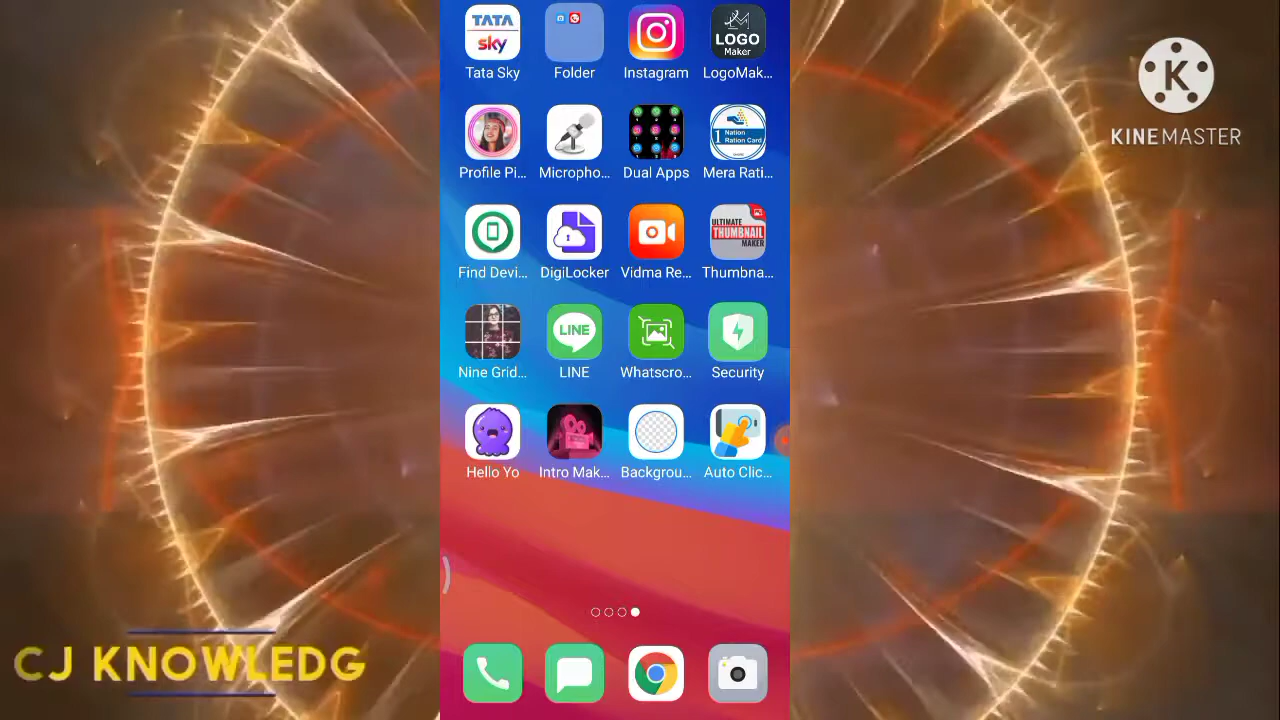 TATA
sky
LM
LOGO
Maker
Tata Sky
Folder
Instagram
LogoMak...
1 Nation
Ration Card
Profile Pi...
Micropho...
Dual Apps
Mera Rati...
ULTIMATE
THUMBNAIL
MAKER
Find Devi...
DigiLocker
Vidma Re...
Thumbna...
LINE
Nine Grid...
LINE
Whatscro...
Security
Hello Yo
Intro Mak...
Backgrou...
Auto Clic...
K
KINEMASTER
CJ KNOWLEDG